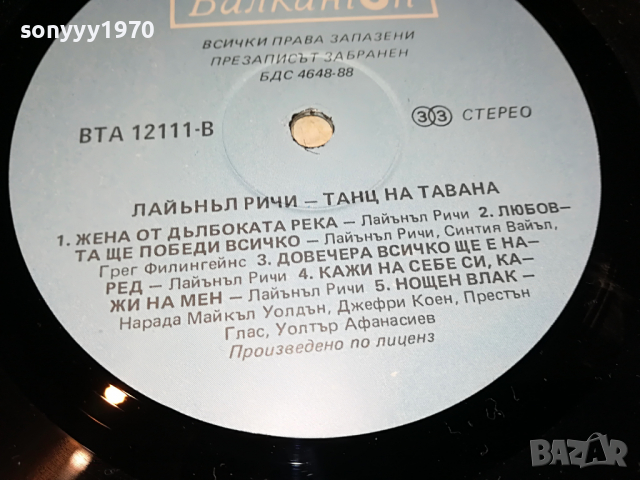 sonyyy1970
Балкантон
ВСИЧКИ ПРАВА ЗАПАЗЕНИ
ПРЕЗАПИСЪТ ЗАБРАНЕН
БДС 4648-88
ВТА 12111-В
33 СТЕРЕО
ЛАЙЪНЪЛ РИЧИ – ТАНЦ НА ТАВАНА
1. ЖЕНА ОТ ДЪЛБОКАТА РЕКА – Лайънъл Ричи 2. ЛЮБОВ-
ТА ЩЕ ПОБЕДИ ВСИЧКО – Лайънъл Ричи, Синтия Вайъл,
Грег Филингейнс 3. ДОВЕЧЕРА ВСИЧКО ЩЕ Е НА-
РЕД – Лайънъл Ричи 4. КАЖИ НА СЕБЕ СИ, КА-
ЖИ НА МЕН – Лайънъл Ричи 5. НОЩЕН ВЛАК –
Нарада Майкъл Уолдън, Джефри Коен, Престън
Глас, Уолтър Афанасиев
Произведено по лиценз
BAZAR